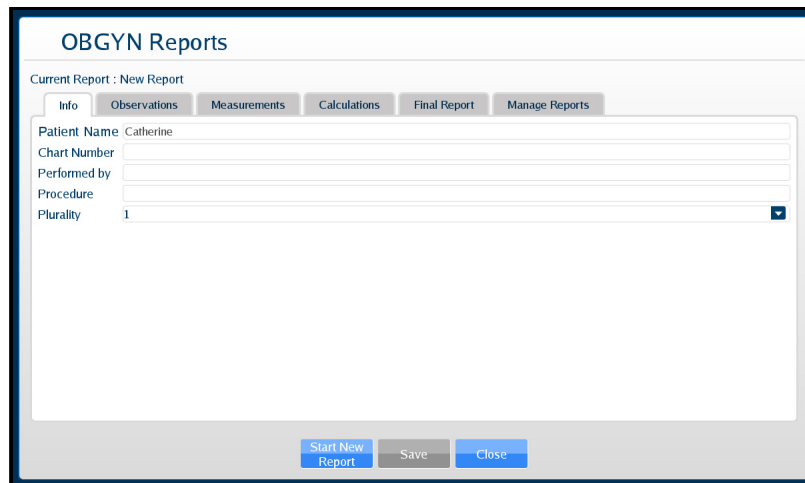 OBGYN Reports
Current Report : New Report
Info Observations Measurements Calculations Final Report Manage Reports
Patient Name Catherine
Chart Number
Performed by
Procedure
Plurality 1
Start New
Report
Save
Close